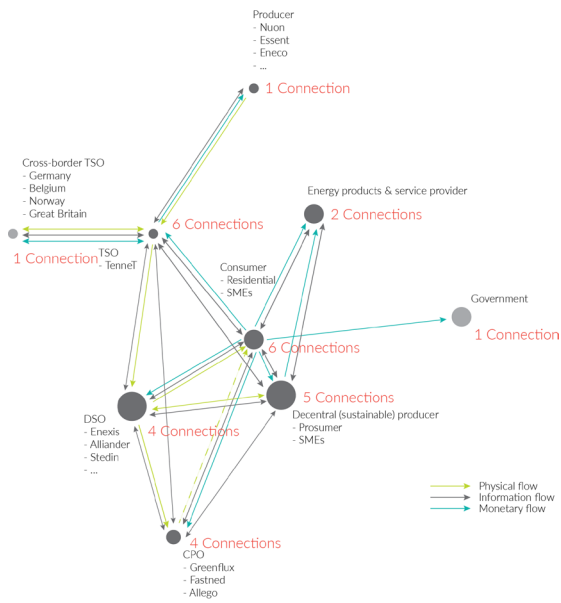 Producer
- Nuon
- Essent
- Eneco
- ...
1 Connection
Cross-border TSO
- Germany
- Belgium
- Norway
- Great Britain
1 Connection
6 Connections
TSO
- TenneT
Energy products & service provider
2 Connections
Consumer
- Residential
- SMEs
6 Connections
Government
1 Connection
5 Connections
Decentral (sustainable) producer
- Prosumer
- SMEs
DSO
- Enexis
- Alliander
- Stedin
- ...
4 Connections
4 Connections
CPO
- Greenflux
- Fastned
- Allego
Physical flow
Information flow
Monetary flow